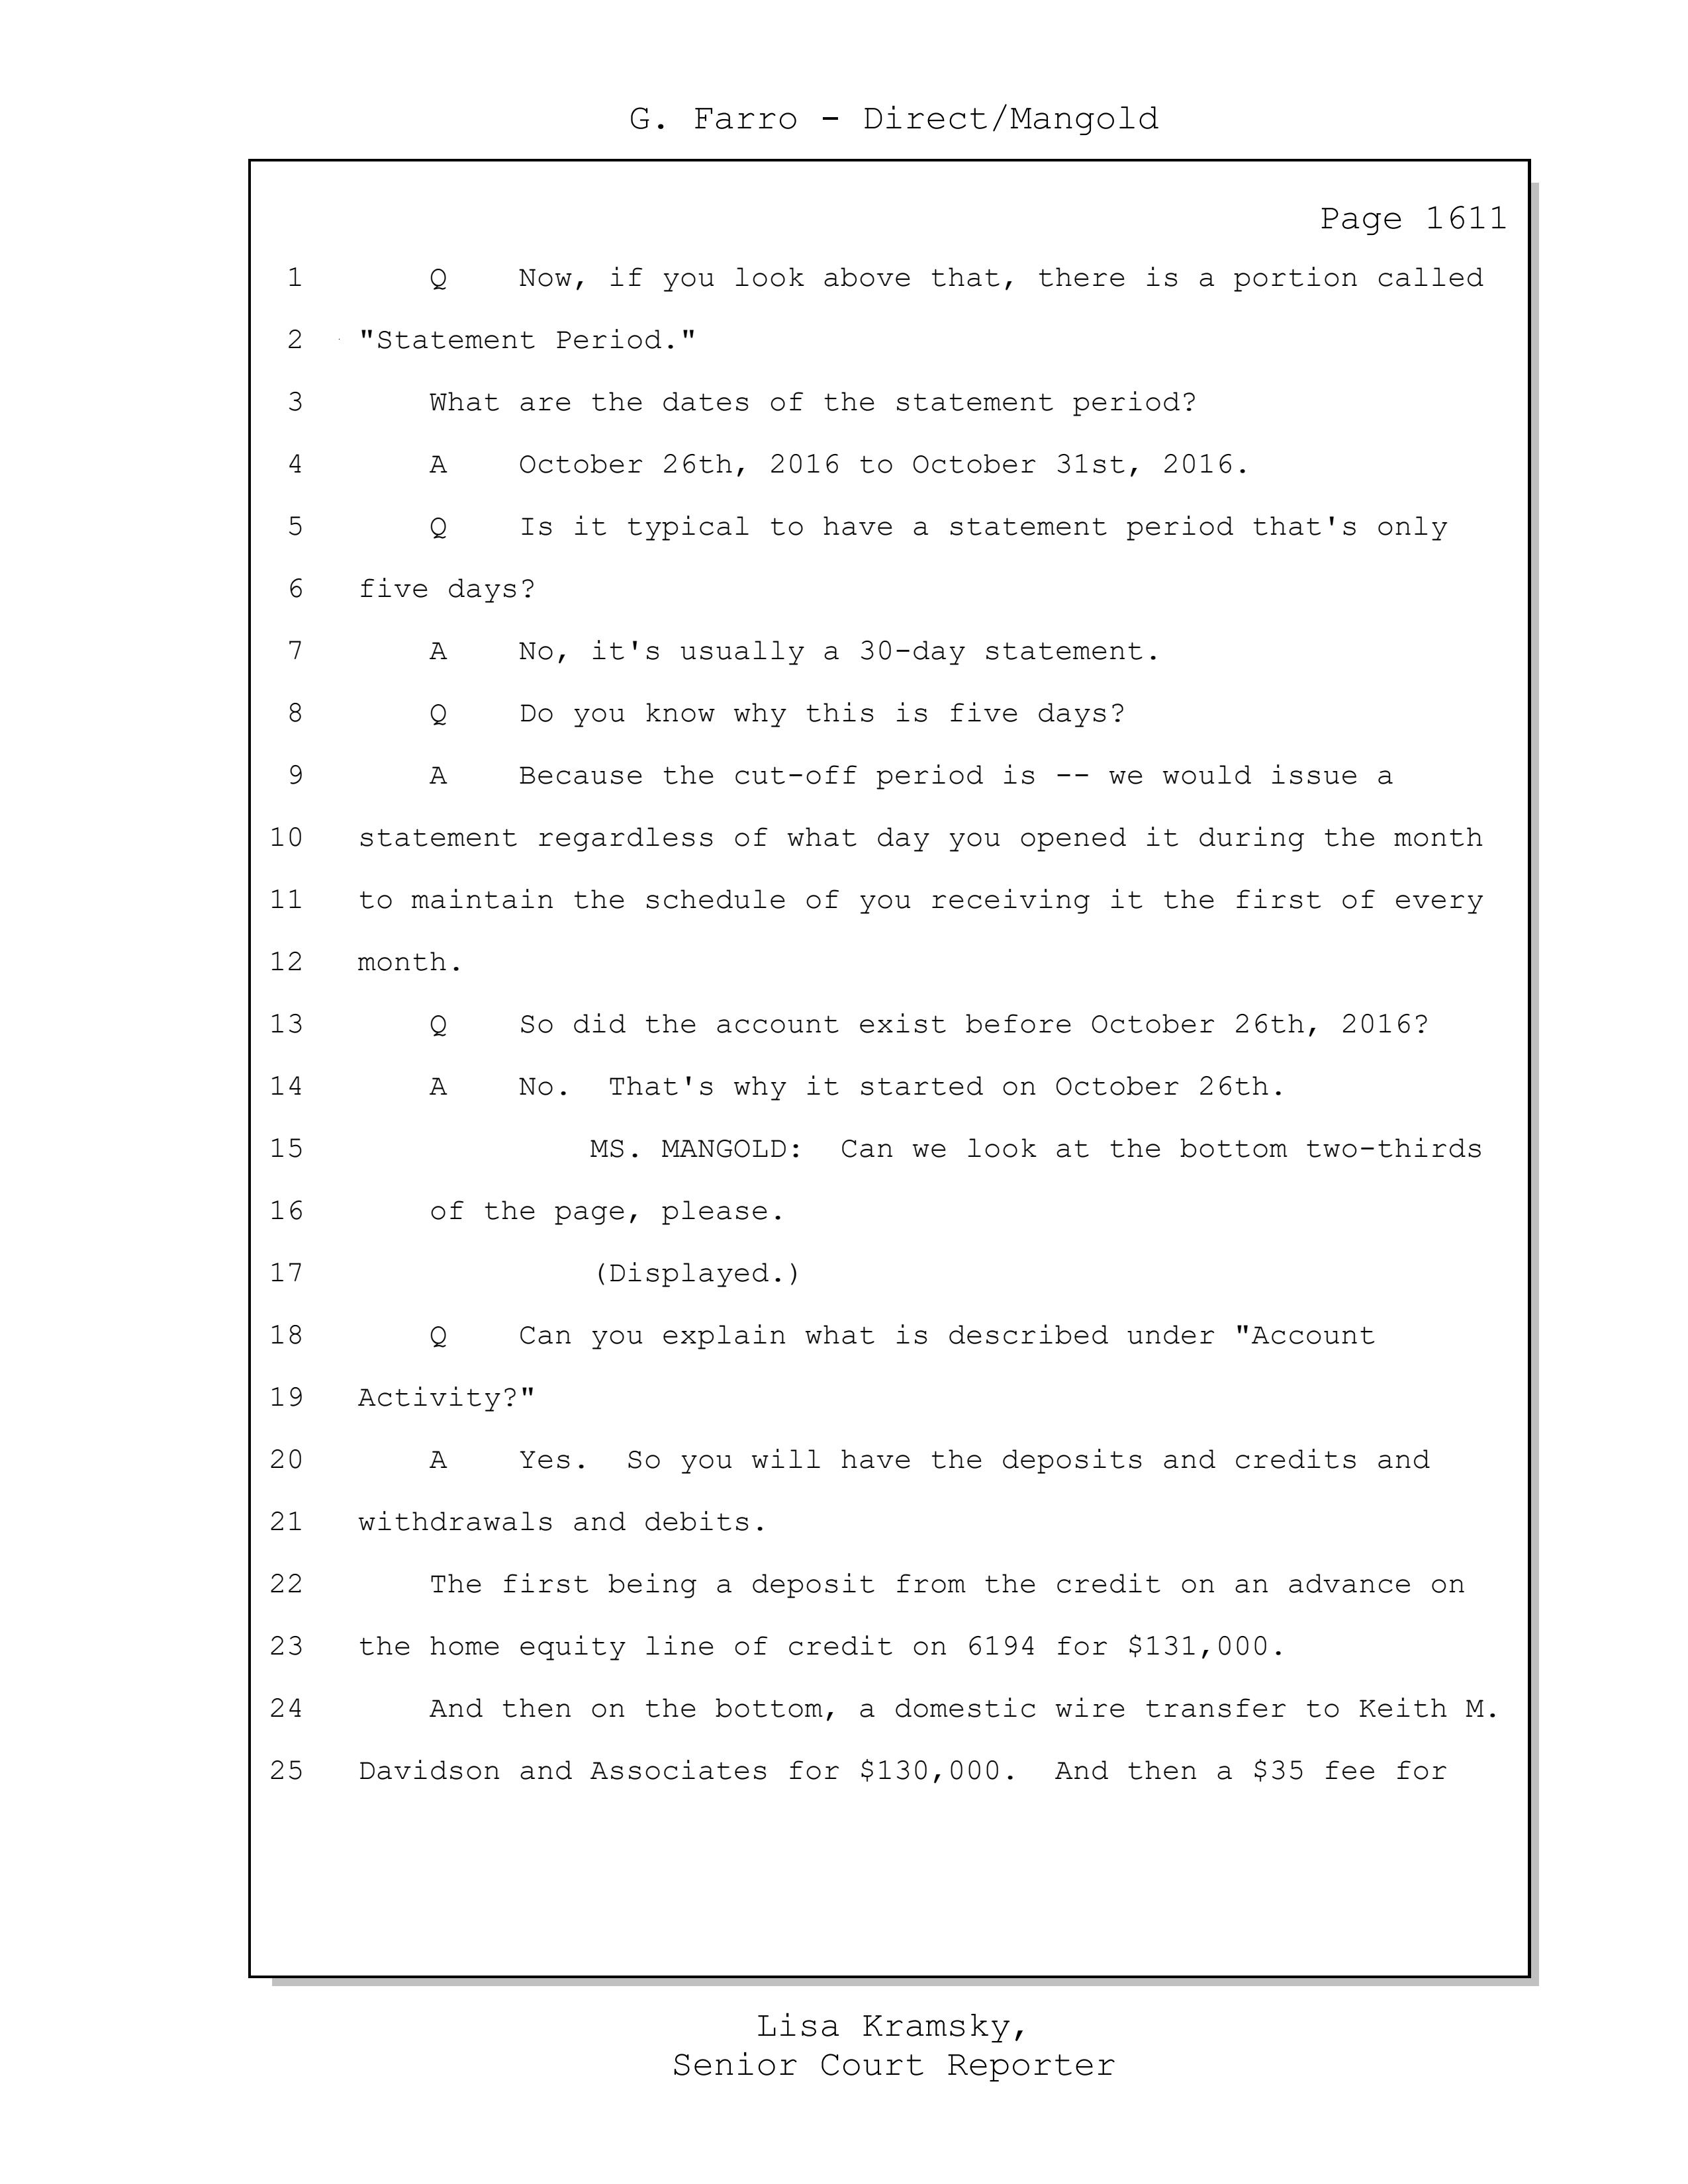 G. Farro - Direct/Mangold
Page 1611
1 Q Now, if you look above that, there is a portion called
2 "Statement Period."
3 What are the dates of the statement period?
4 A October 26th, 2016 to October 31st, 2016.
5 Q Is it typical to have a statement period that's only
6 five days?
7 A No, it's usually a 30-day statement.
8 Q Do you know why this is five days?
9 A Because the cut-off period is -- we would issue a
10 statement regardless of what day you opened it during the month
11 to maintain the schedule of you receiving it the first of every
12 month.
13 Q So did the account exist before October 26th, 2016?
14 A No. That's why it started on October 26th.
15 MS. MANGOLD: Can we look at the bottom two-thirds
16 of the page, please.
17 (Displayed.)
18 Q Can you explain what is described under "Account
19 Activity?"
20 A Yes. So you will have the deposits and credits and
21 withdrawals and debits.
22 The first being a deposit from the credit on an advance on
23 the home equity line of credit on 6194 for $131,000.
24 And then on the bottom, a domestic wire transfer to Keith M.
25 Davidson and Associates for $130,000. And then a $35 fee for
Lisa Kramsky,
Senior Court Reporter